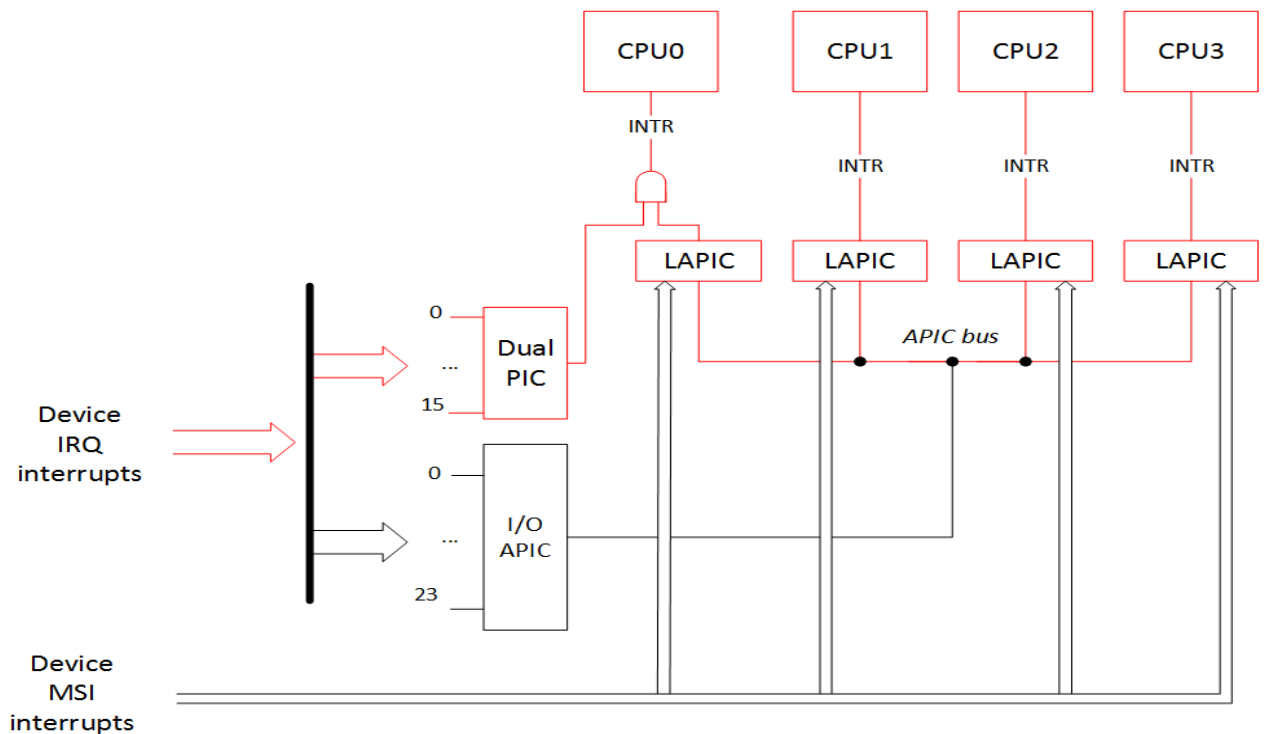 CPU0
CPU1
CPU2
CPU3
INTR
INTR
INTR
INTR
LAPIC
LAPIC
LAPIC
LAPIC
APIC bus
0
...
15
Dual
PIC
Device
IRQ
interrupts
0
...
23
I/O
APIC
Device
MSI
interrupts